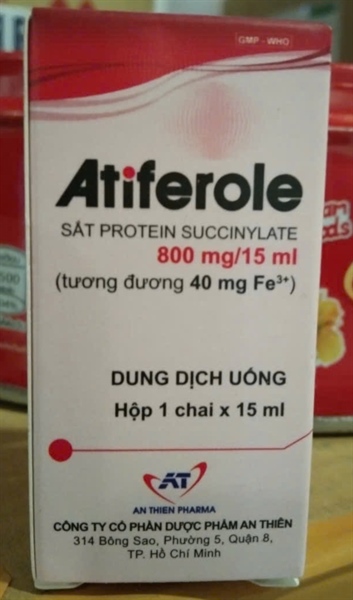 GMP - WHO
Atiferole
SẮT PROTEIN SUCCINYLATE
800 mg/15 ml
(tương đương 40 mg Fe³⁺)
DUNG DỊCH UỐNG
Hộp 1 chai x 15 ml
AT
AN THIEN PHARMA
CÔNG TY CỔ PHẦN DƯỢC PHẨM AN THIÊN
314 Bông Sao, Phường 5, Quận 8,
TP. Hồ Chí Minh